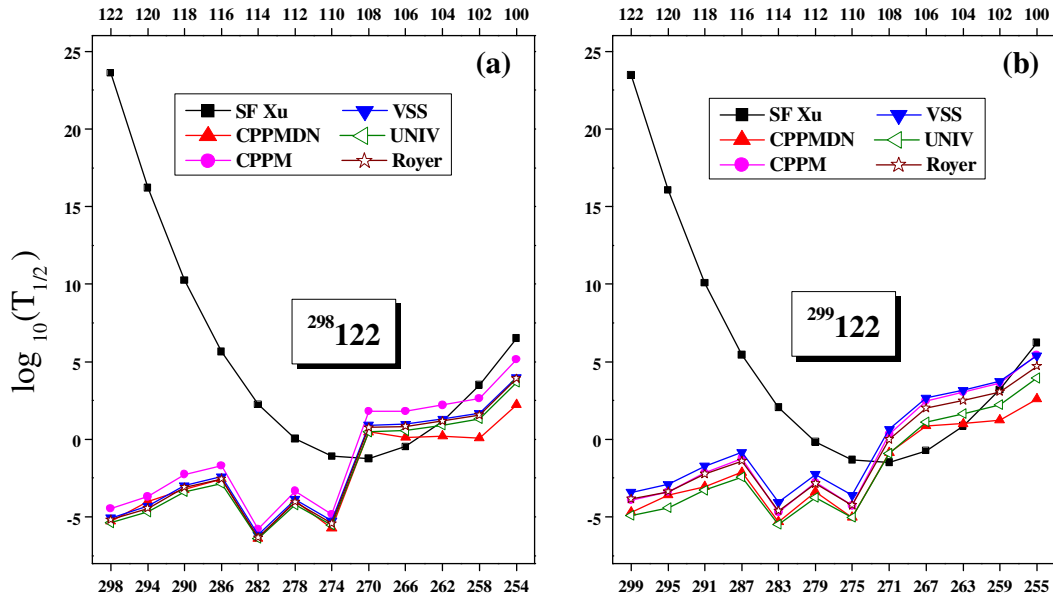 122 120 118 116 114 112 110 108 106 104 102 100
122 120 118 116 114 112 110 108 106 104 102 100
(a)
(b)
25
20
15
10
5
0
-5
25
20
15
10
5
0
-5
log 10(T1/2)
SF Xu VSS
CPPMDN UNIV
CPPM Royer
SF Xu VSS
CPPMDN UNIV
CPPM Royer
298122
299122
298 294 290 286 282 278 274 270 266 262 258 254
299 295 291 287 283 279 275 271 267 263 259 255